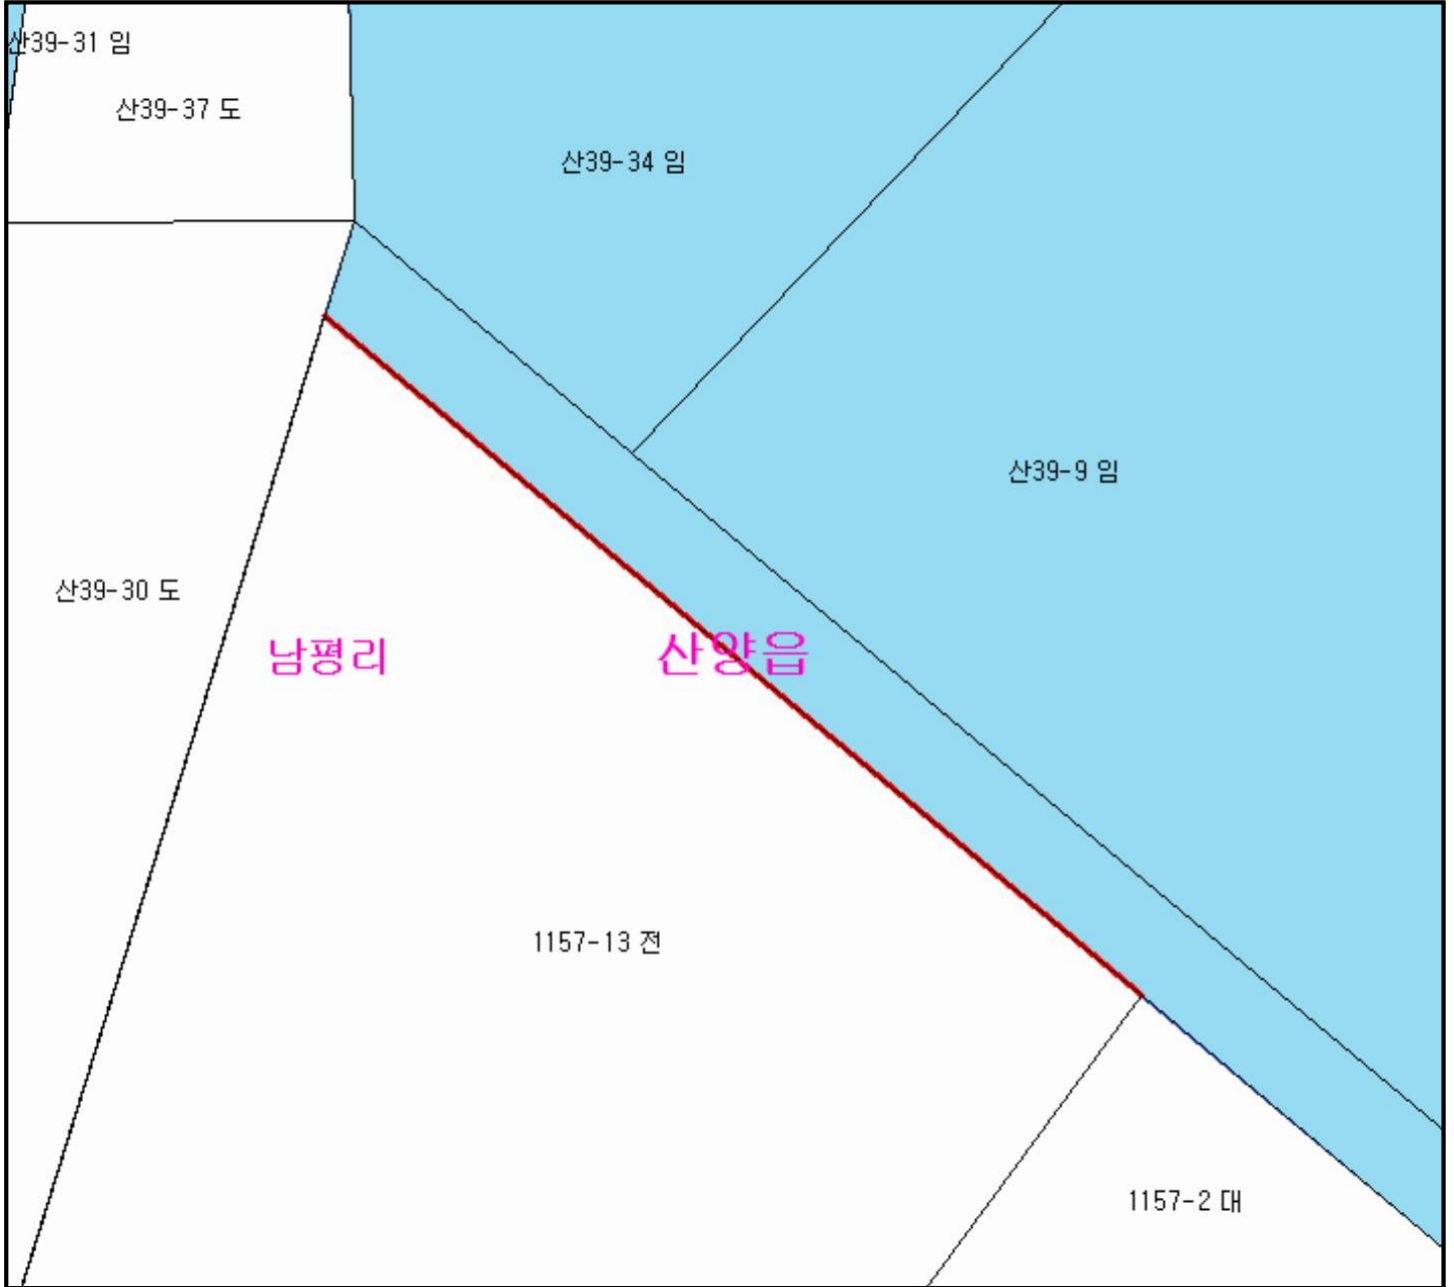 산39-31 임
산39-37 도
산39-34 임
산39-9 임
산39-30 도
남평리
산양읍
1157-13 전
1157-2 대